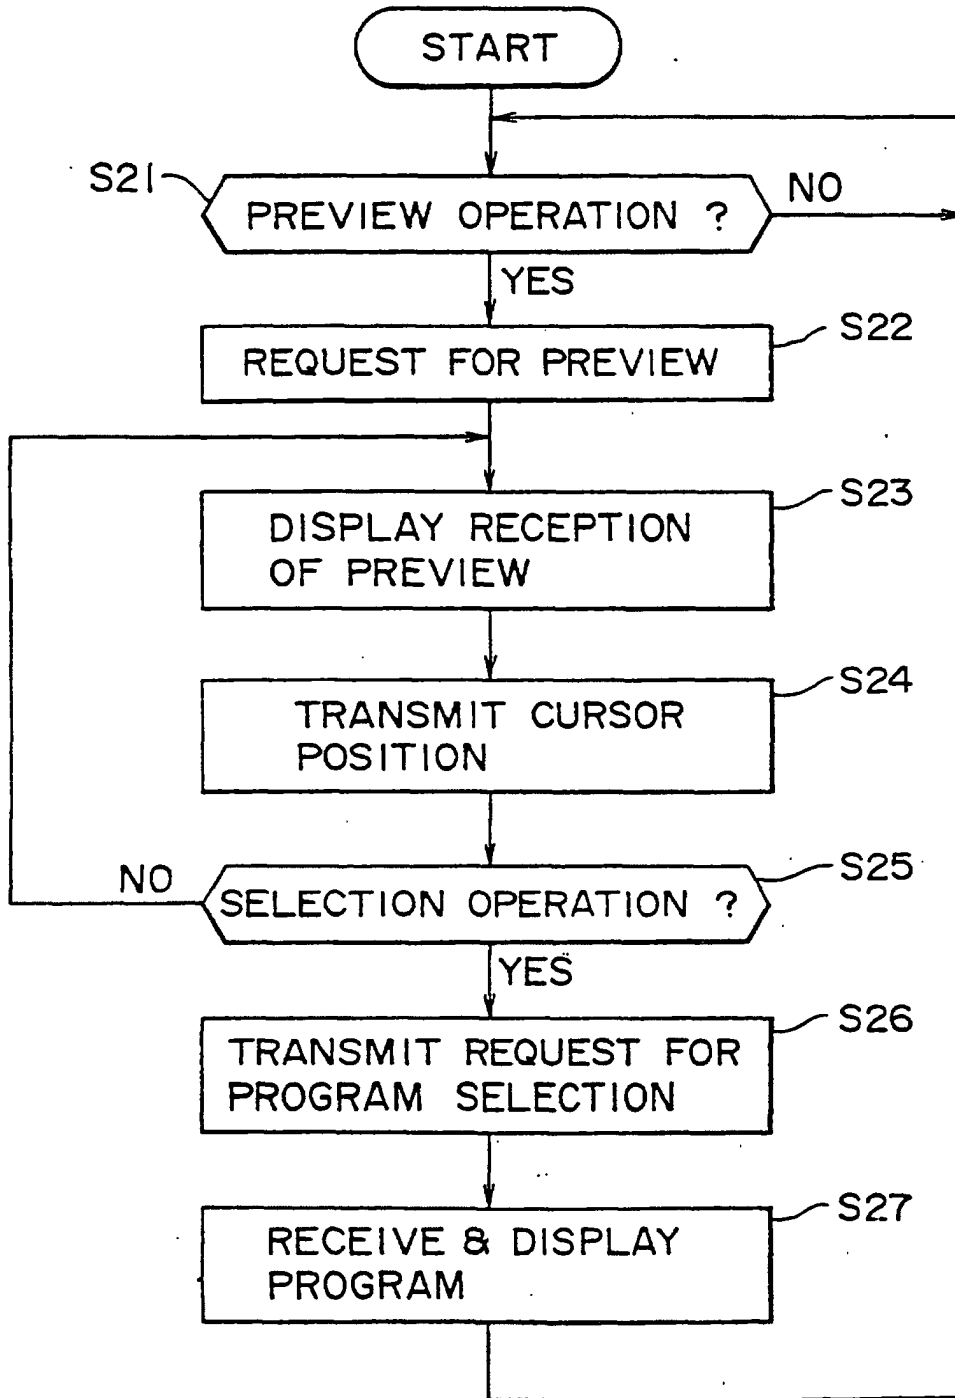 START
S21
PREVIEW OPERATION ?
NO
YES
S22
REQUEST FOR PREVIEW
S23
DISPLAY RECEPTION
OF PREVIEW
S24
TRANSMIT CURSOR
POSITION
S25
NO
SELECTION OPERATION ?
YES
S26
TRANSMIT REQUEST FOR
PROGRAM SELECTION
S27
RECEIVE & DISPLAY
PROGRAM